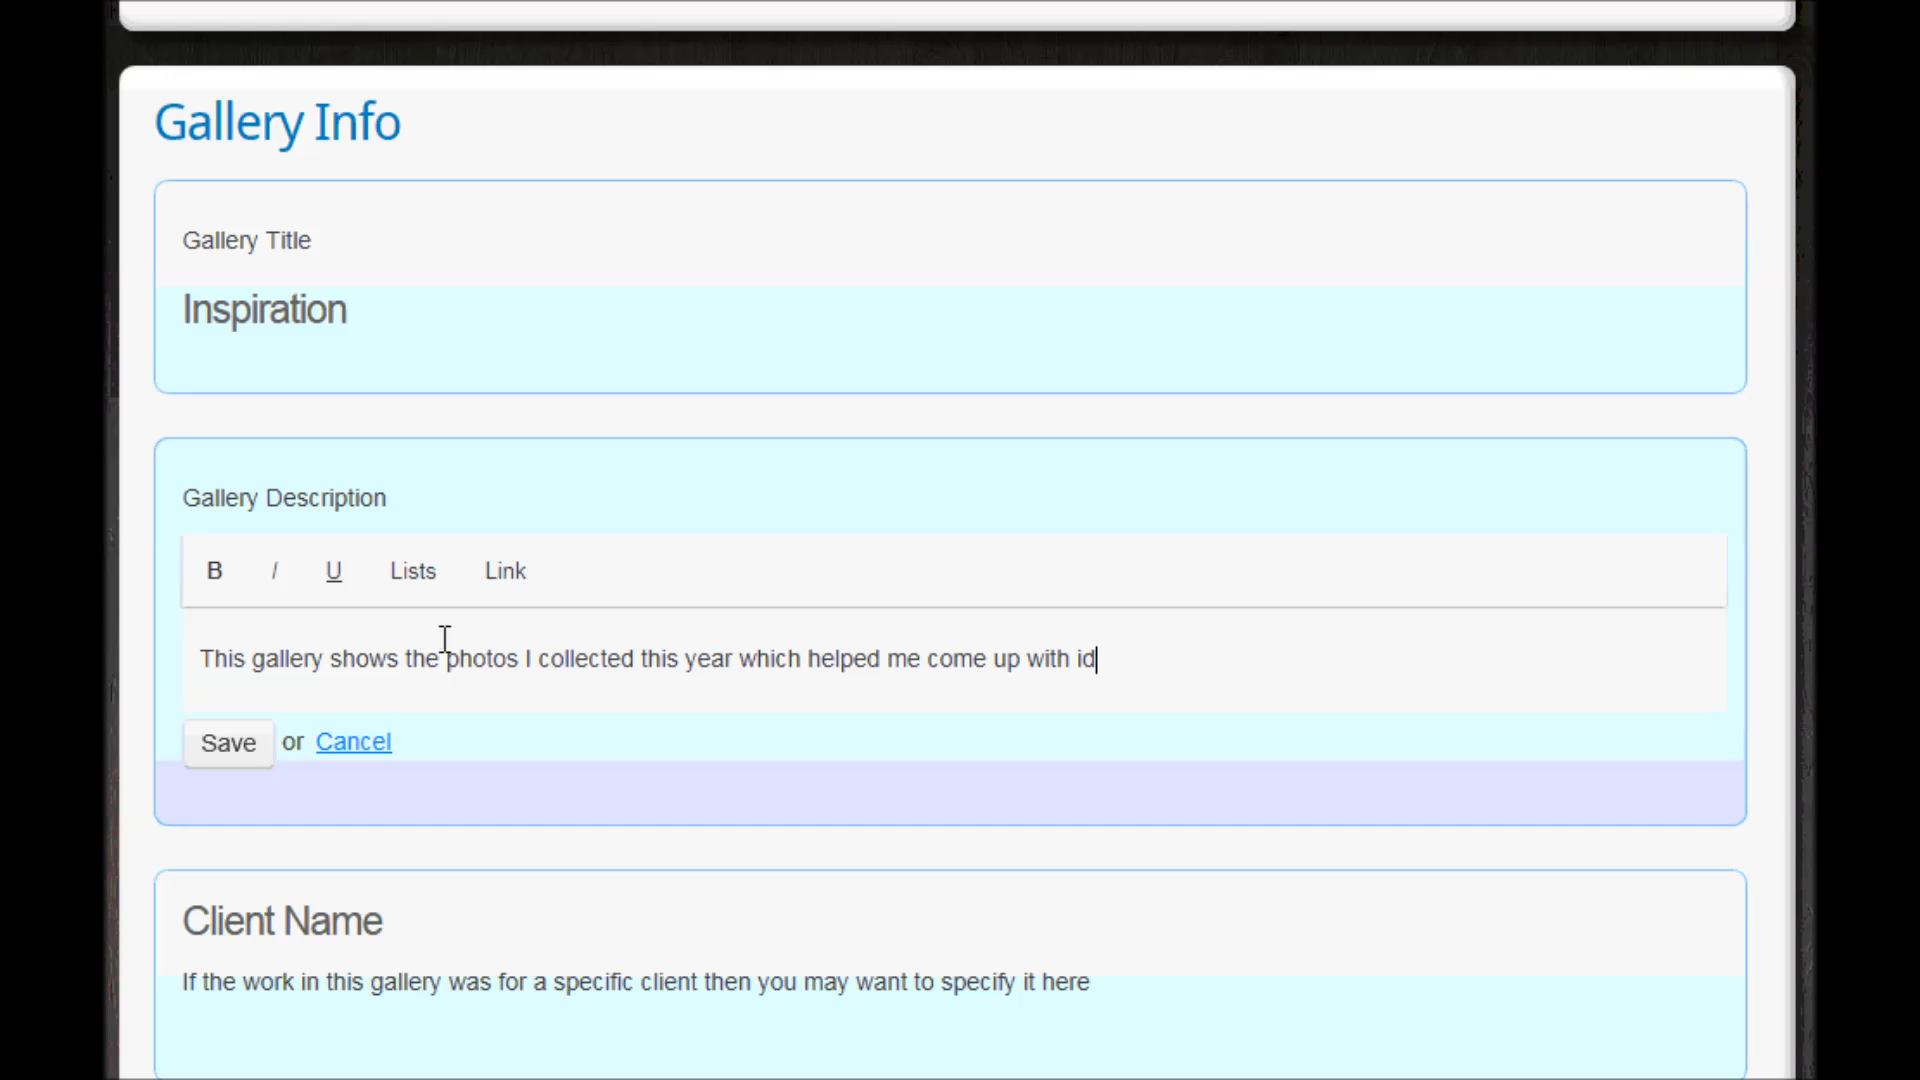 Gallery Info
Gallery Title
Inspiration
Gallery Description
B I U Lists Link
This gallery shows the photos I collected this year which helped me come up with id
Save or Cancel
Client Name
If the work in this gallery was for a specific client then you may want to specify it here